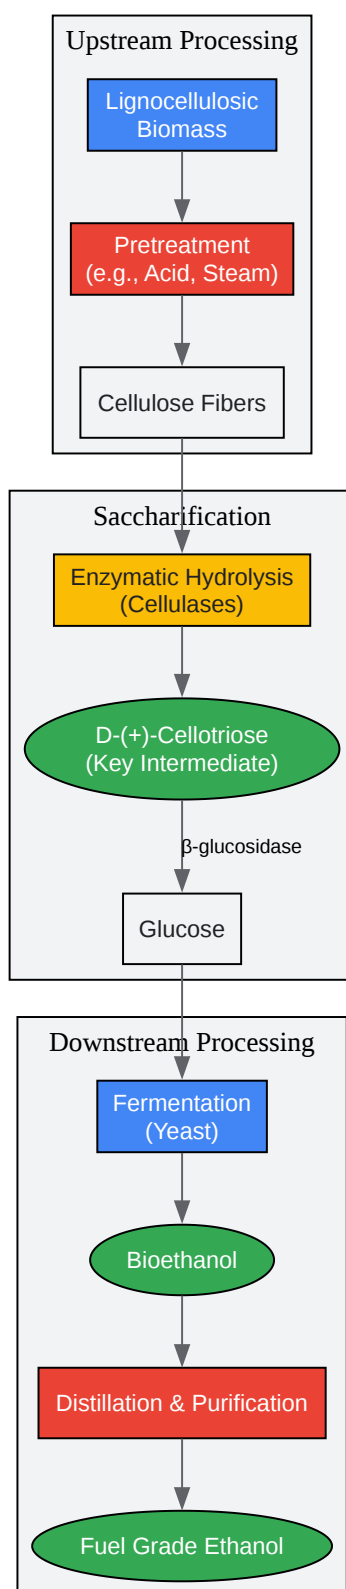 Upstream Processing
Lignocellulosic
Biomass
Pretreatment
(e.g., Acid, Steam)
Cellulose Fibers
Saccharification
Enzymatic Hydrolysis
(Cellulases)
D-(+)-Cellotriose
(Key Intermediate)
β-glucosidase
Glucose
Downstream Processing
Fermentation
(Yeast)
Bioethanol
Distillation & Purification
Fuel Grade Ethanol